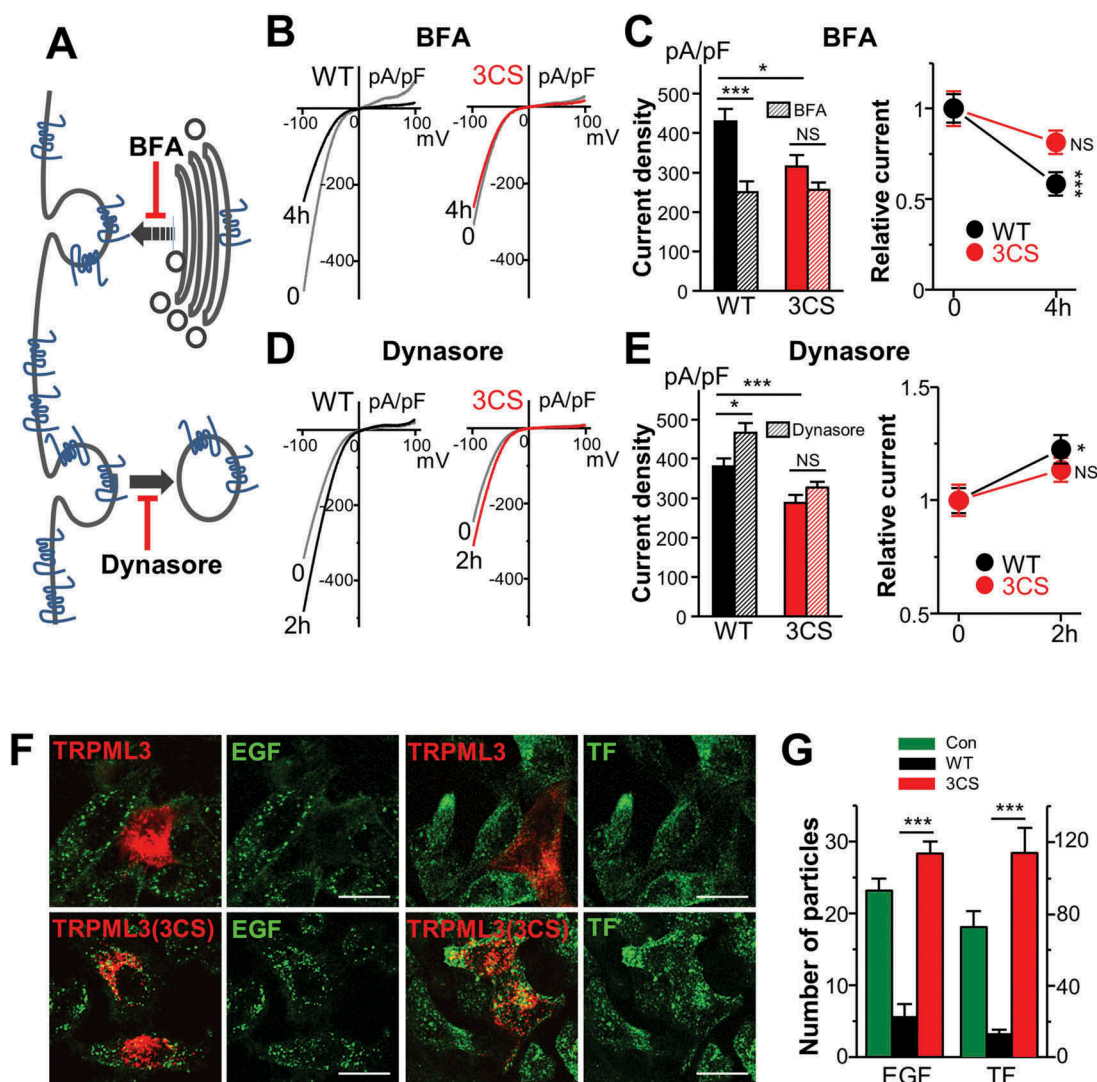 A
BFA
Dynasore
B
BFA
WT
pA/pF
3CS
pA/pF
-100
100
mV
-100
100
mV
-200
-200
4h
4h
0
-400
-400
0
C
BFA
pA/pF
Current density
500
400
300
200
100
0
*
***
BFA
NS
WT
3CS
Relative current
1
0.5
0
NS
***
WT
3CS
0
4h
D
Dynasore
WT
pA/pF
3CS
pA/pF
-100
100
mV
-100
100
mV
-200
-200
0
0
2h
-400
-400
2h
E
Dynasore
pA/pF
Current density
500
400
300
200
100
0
***
*
Dynasore
NS
WT
3CS
Relative current
1.5
1
0.5
*
NS
WT
3CS
0
2h
F
TRPML3
EGF
TRPML3
TF
TRPML3(3CS)
EGF
TRPML3(3CS)
TF
G
Con
WT
3CS
Number of particles
30
20
10
0
***
***
120
80
40
0
EGF
TF